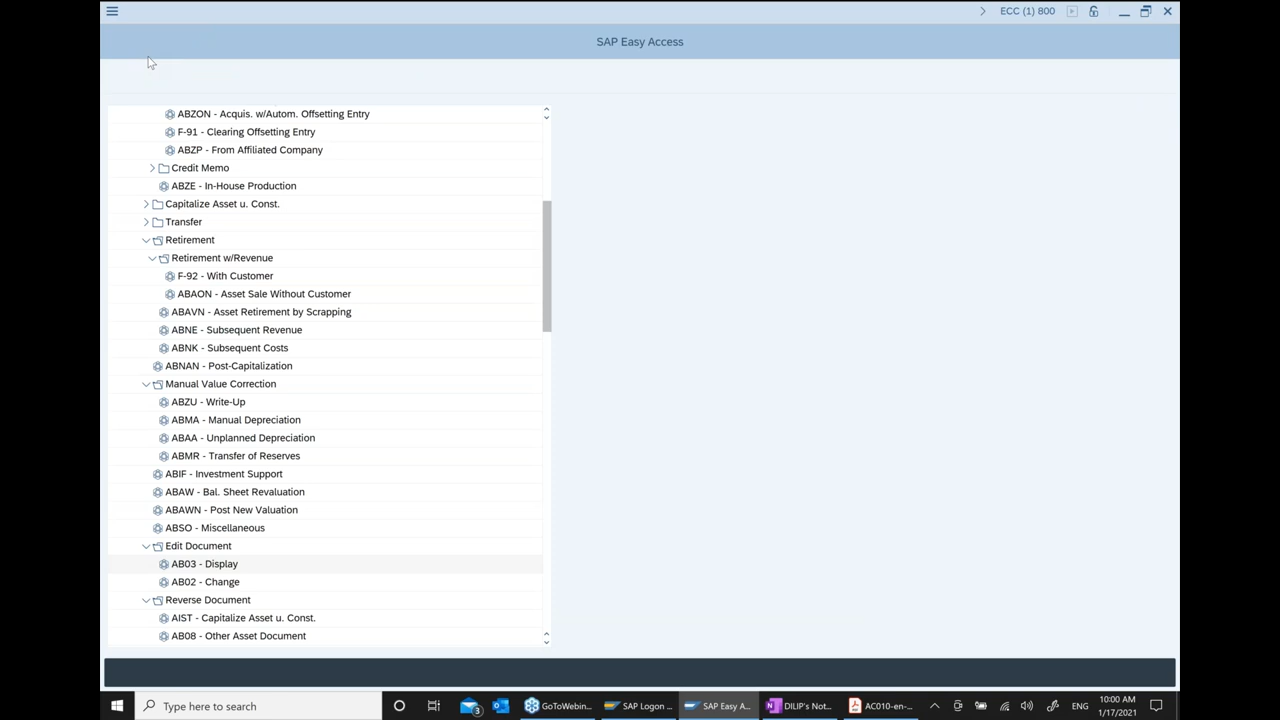 ECC (1) 800
SAP Easy Access
ABZON - Acquis. w/Autom. Offsetting Entry
F-91 - Clearing Offsetting Entry
ABZP - From Affiliated Company
Credit Memo
ABZE - In-House Production
Capitalize Asset u. Const.
Transfer
Retirement
Retirement w/Revenue
F-92 - With Customer
ABAON - Asset Sale Without Customer
ABAVN - Asset Retirement by Scrapping
ABNE - Subsequent Revenue
ABNK - Subsequent Costs
ABNAN - Post-Capitalization
Manual Value Correction
ABZU - Write-Up
ABMA - Manual Depreciation
ABAA - Unplanned Depreciation
ABMR - Transfer of Reserves
ABIF - Investment Support
ABAW - Bal. Sheet Revaluation
ABAWN - Post New Valuation
ABSO - Miscellaneous
Edit Document
AB03 - Display
AB02 - Change
Reverse Document
AIST - Capitalize Asset u. Const.
AB08 - Other Asset Document
Type here to search
3
GoToWebin...
SAP Logon ...
SAP Easy A...
DILIP's Not...
AC010-en-...
ENG
10:00 AM
1/17/2021